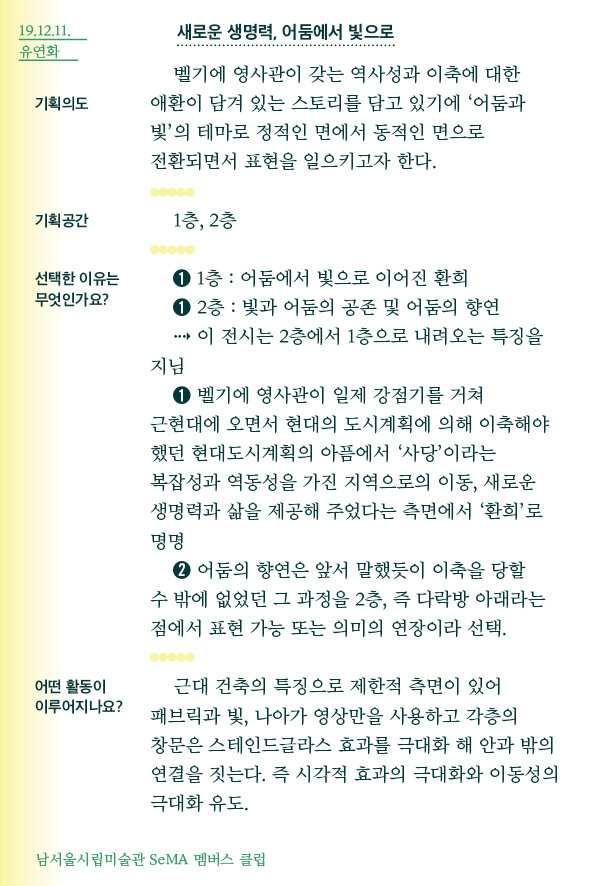 19.12.11.
유연화
새로운 생명력, 어둠에서 빛으로
기획의도
벨기에 영사관이 갖는 역사성과 이축에 대한
애환이 담겨 있는 스토리를 담고 있기에 ‘어둠과
빛’의 테마로 정적인 면에서 동적인 면으로
전환되면서 표현을 일으키고자 한다.
기획공간
1층, 2층
선택한 이유는
무엇인가요?
❶ 1층 : 어둠에서 빛으로 이어진 환희
❶ 2층 : 빛과 어둠의 공존 및 어둠의 향연
⇢ 이 전시는 2층에서 1층으로 내려오는 특징을
지님
❶ 벨기에 영사관이 일제 강점기를 거쳐
근현대에 오면서 현대의 도시계획에 의해 이축해야
했던 현대도시계획의 아픔에서 ‘사당’이라는
복잡성과 역동성을 가진 지역으로의 이동, 새로운
생명력과 삶을 제공해 주었다는 측면에서 ‘환희’로
명명
❷ 어둠의 향연은 앞서 말했듯이 이축을 당할
수 밖에 없었던 그 과정을 2층, 즉 다락방 아래라는
점에서 표현 가능 또는 의미의 연장이라 선택.
어떤 활동이
이루어지나요?
근대 건축의 특징으로 제한적 측면이 있어
패브릭과 빛, 나아가 영상만을 사용하고 각층의
창문은 스테인드글라스 효과를 극대화 해 안과 밖의
연결을 짓는다. 즉 시각적 효과의 극대화와 이동성의
극대화 유도.
남서울시립미술관 SeMA 멤버스 클럽